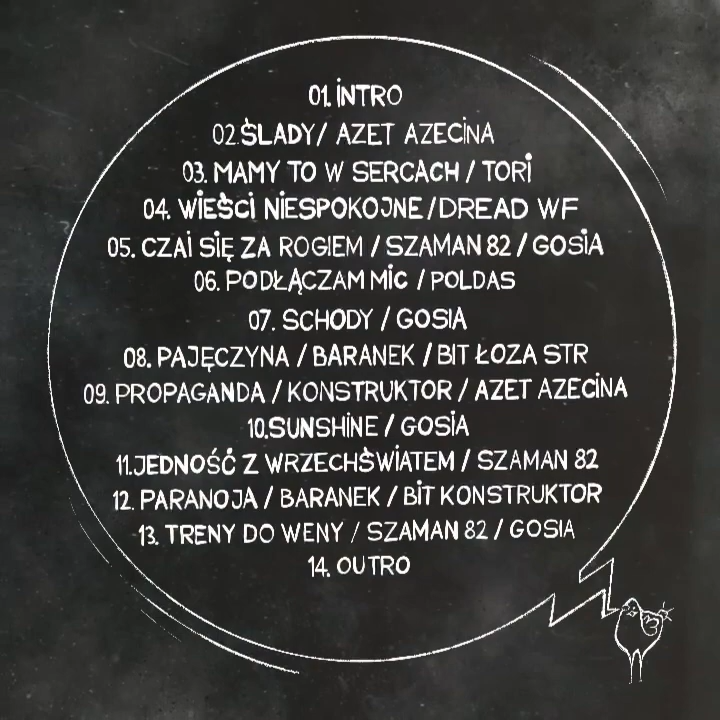 01. INTRO
02. ŚLADY / AZET AZECINA
03. MAMY TO W SERCACH / TORI
04. WIEŚCI NIESPOKOJNE / DREAD WF
05. CZAI SIĘ ZA ROGIEM / SZAMAN 82 / GOSIA
06. PODŁĄCZAM MIC / POLDAS
07. SCHODY / GOSIA
08. PAJĘCZYNA / BARANEK / BIT ŁOZA STR
09. PROPAGANDA / KONSTRUKTOR / AZET AZECINA
10. SUNSHINE / GOSIA
11. JEDNOŚĆ Z WRZECHŚWIATEM / SZAMAN 82
12. PARANOJA / BARANEK / BIT KONSTRUKTOR
13. TRENY DO WENY / SZAMAN 82 / GOSIA
14. OUTRO